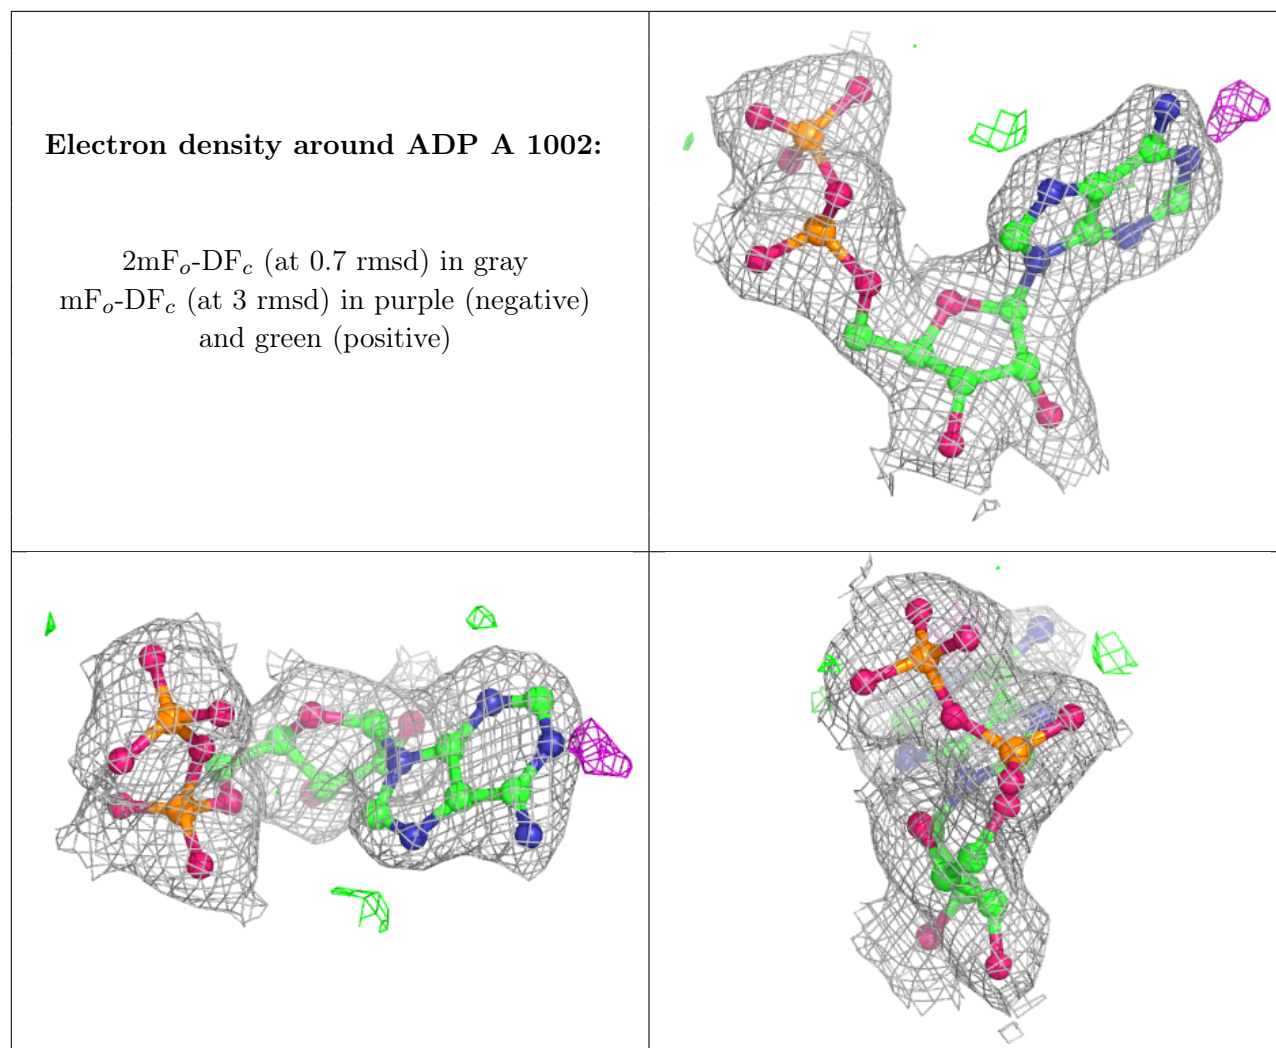 Electron density around ADP A 1002:
2mFo-DFc (at 0.7 rmsd) in gray
mFo-DFc (at 3 rmsd) in purple (negative)
and green (positive)